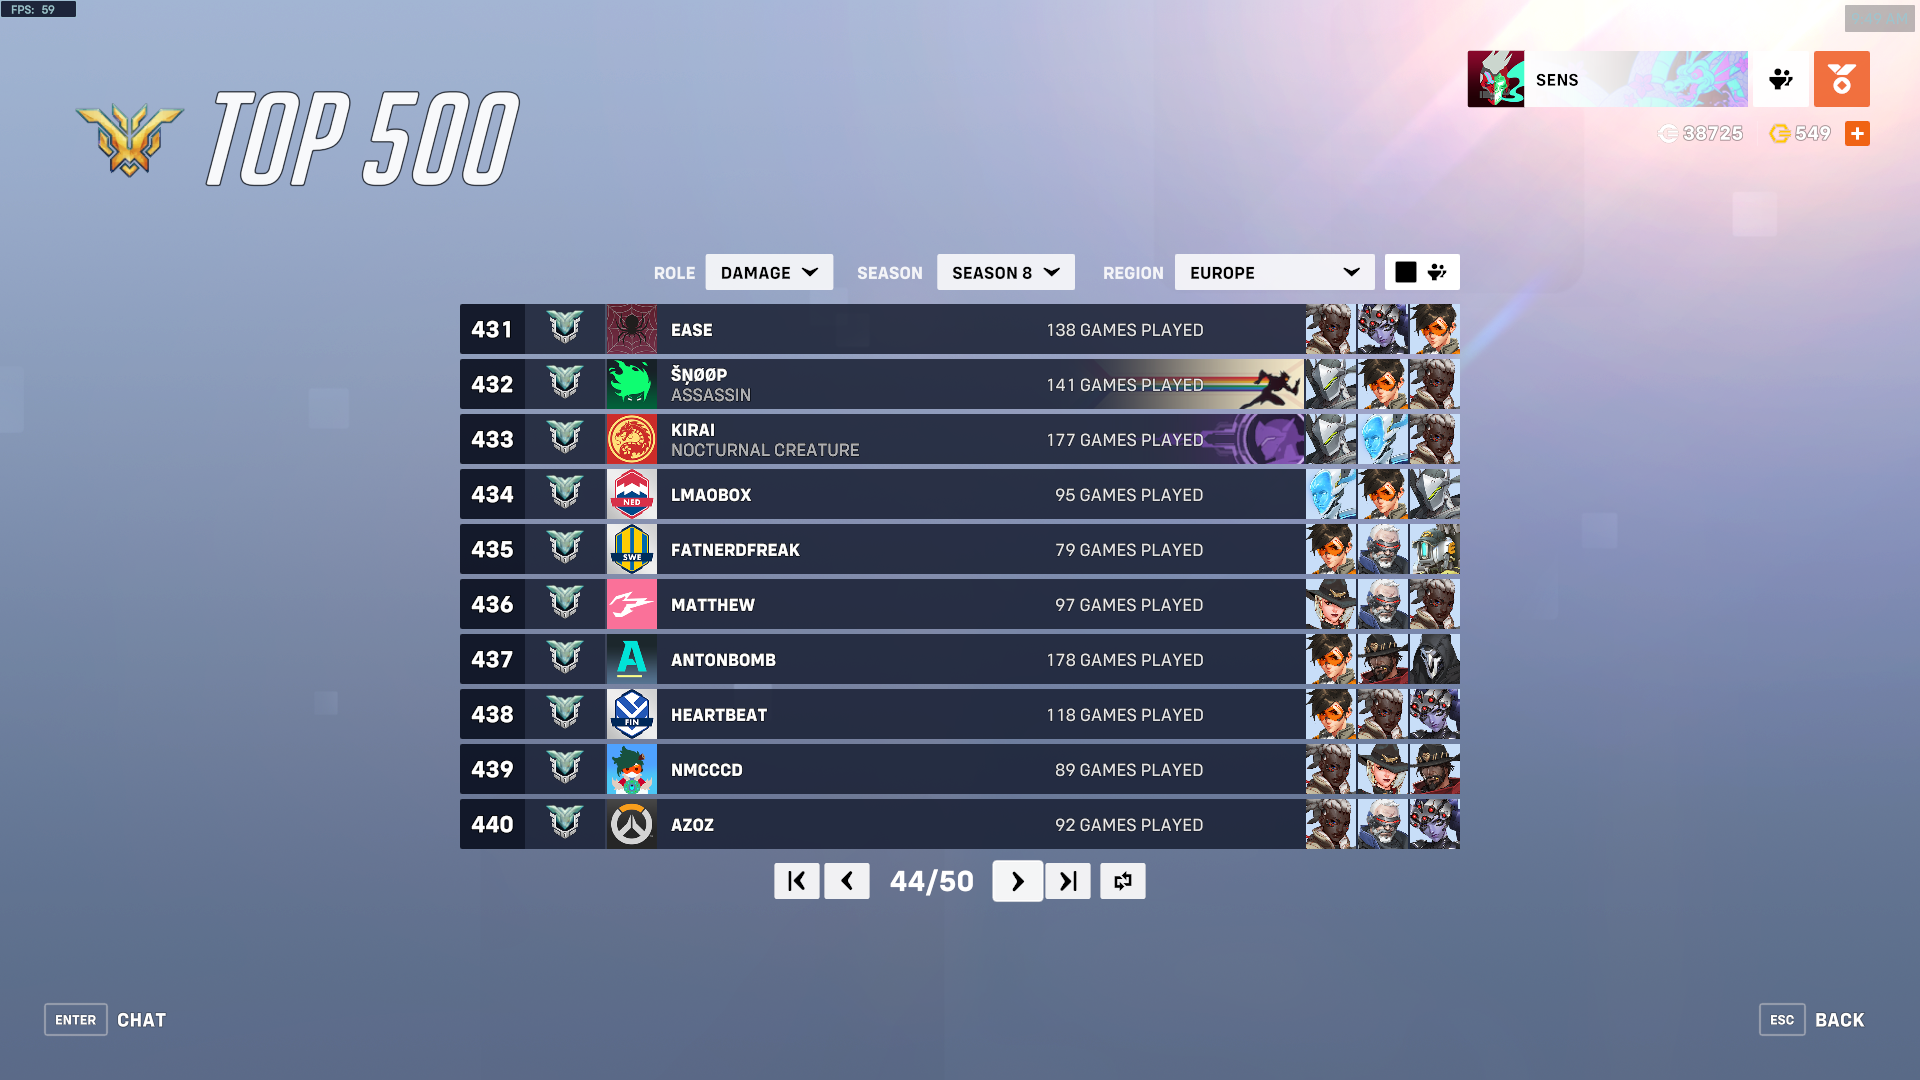 FPS: 59
SENS
38725
549
TOP 500
ROLE DAMAGE SEASON SEASON 8 REGION EUROPE
431 EASE 138 GAMES PLAYED
432 ŠŅØØP 141 GAMES PLAYED
ASSASSIN
433 KIRAI 177 GAMES PLAYED
NOCTURNAL CREATURE
434 NED LMAOBOX 95 GAMES PLAYED
435 SWE FATNERDFREAK 79 GAMES PLAYED
436 MATTHEW 97 GAMES PLAYED
437 A ANTONBOMB 178 GAMES PLAYED
438 FIN HEARTBEAT 118 GAMES PLAYED
439 NMCCCD 89 GAMES PLAYED
440 AZOZ 92 GAMES PLAYED
44/50
ENTER CHAT
ESC BACK